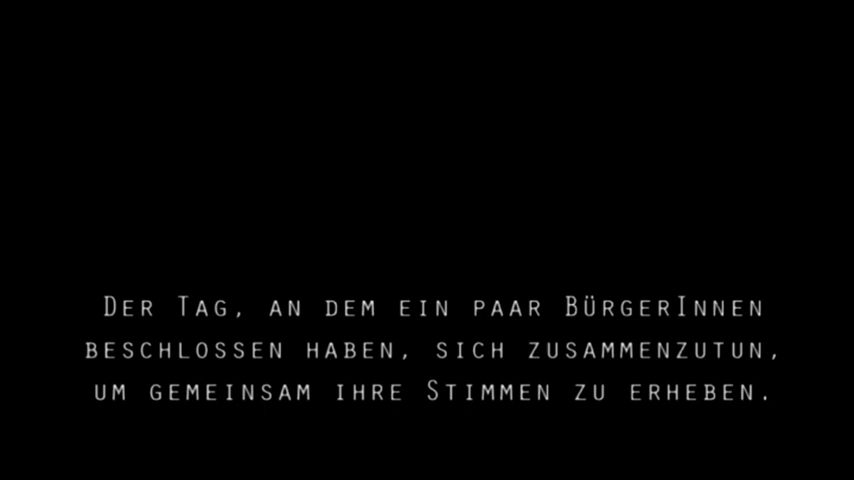 Der Tag, an dem ein paar BürgerInnen
beschlossen haben, sich zusammenzutun,
um gemeinsam ihre Stimmen zu erheben.